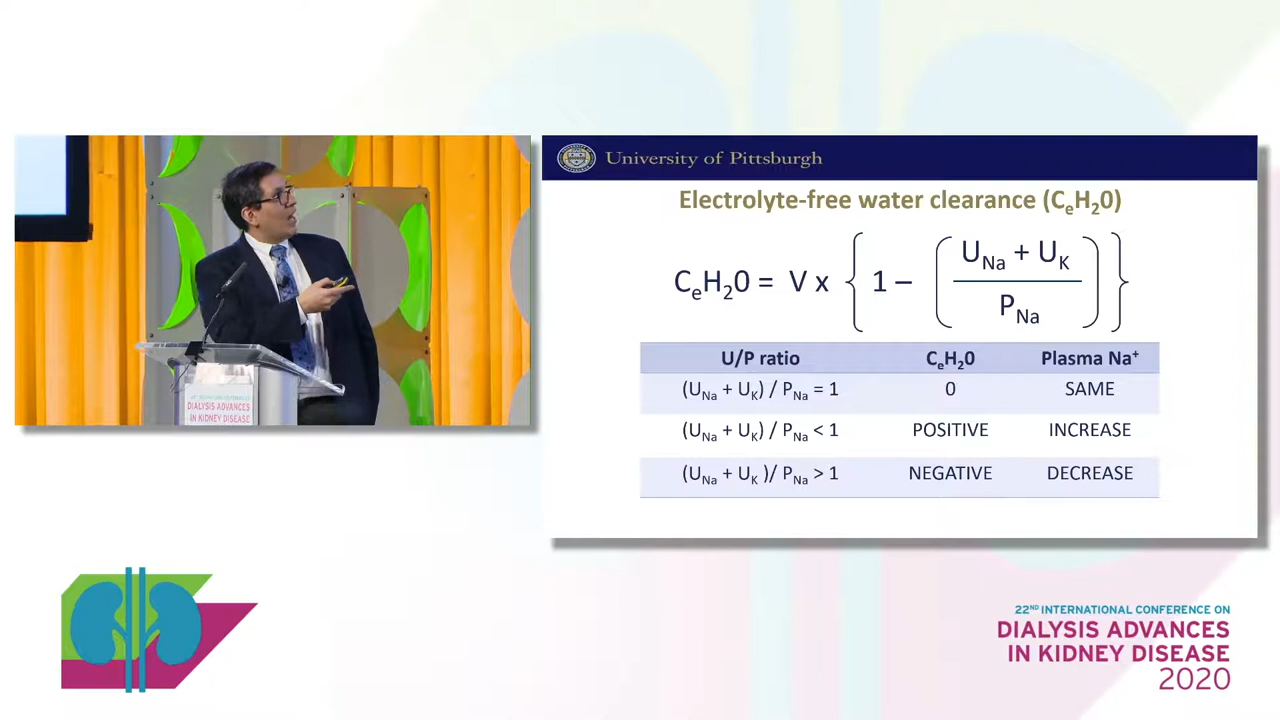 University of Pittsburgh
Electrolyte-free water clearance (CeH20)
CeH20 = V x { 1 – ( UNa + UK / PNa ) }
U/P ratio CeH20 Plasma Na+
(UNa + UK) / PNa = 1 0 SAME
(UNa + UK) / PNa < 1 POSITIVE INCREASE
(UNa + UK )/ PNa > 1 NEGATIVE DECREASE
DIALYSIS ADVANCES
IN KIDNEY DISEASE
22ND INTERNATIONAL CONFERENCE ON
DIALYSIS ADVANCES
IN KIDNEY DISEASE
2020